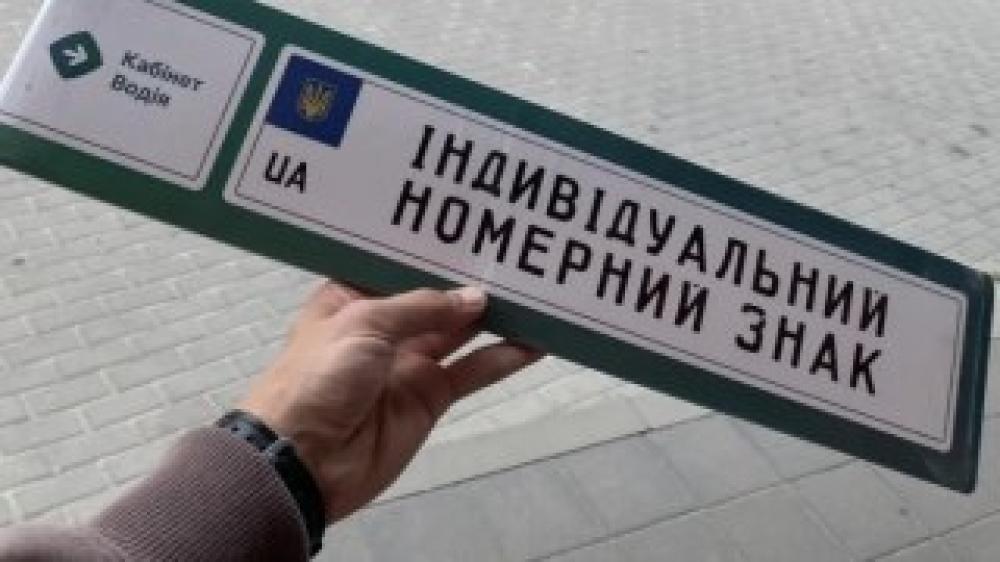 Кабінет
Водія
UA
ІНДИВІДУАЛЬНИЙ
НОМЕРНИЙ ЗНАК